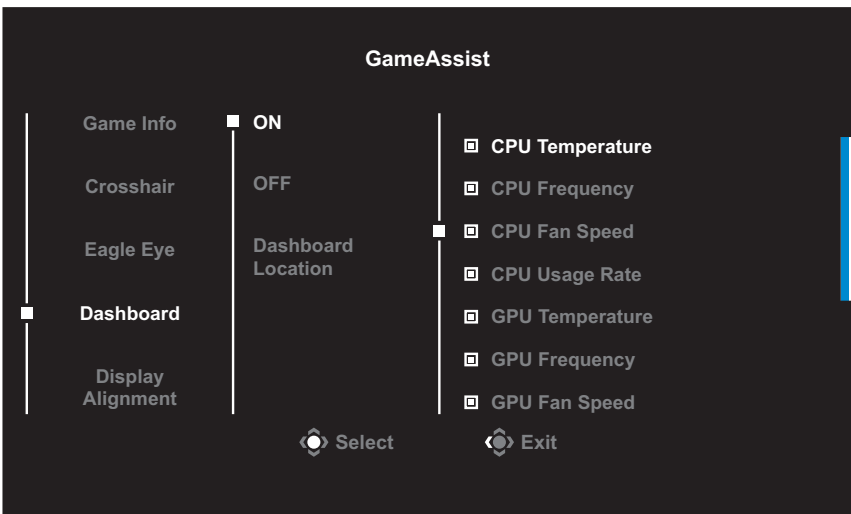 GameAssist
Game Info
Crosshair
Eagle Eye
Dashboard
Display
Alignment
ON
OFF
Dashboard
Location
CPU Temperature
CPU Frequency
CPU Fan Speed
CPU Usage Rate
GPU Temperature
GPU Frequency
GPU Fan Speed
Select
Exit